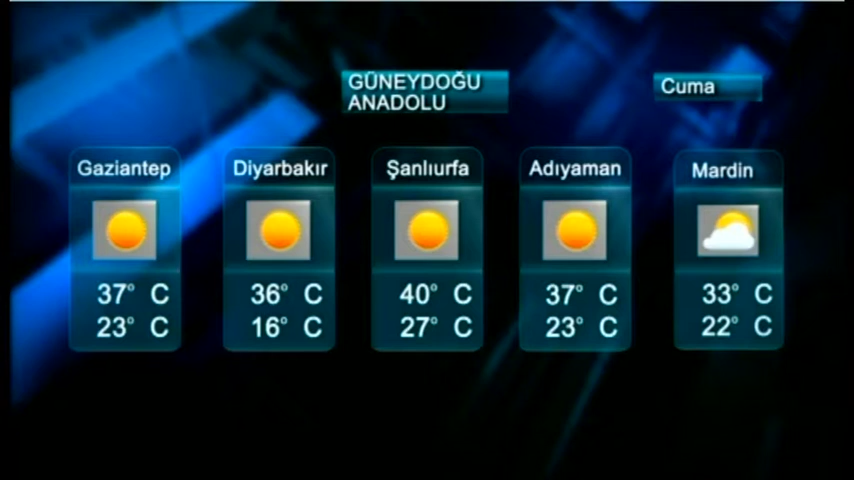 GÜNEYDOĞU
ANADOLU
Cuma
Gaziantep
37° C
23° C
Diyarbakır
36° C
16° C
Şanlıurfa
40° C
27° C
Adıyaman
37° C
23° C
Mardin
33° C
22° C